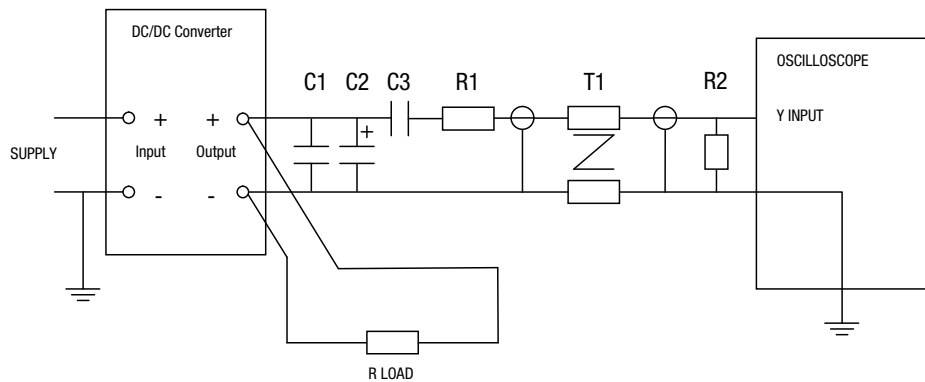 DC/DC Converter
OSCILLOSCOPE
C1 C2 C3 R1 T1 R2
+ + + Y INPUT
SUPPLY Input Output
- -
R LOAD